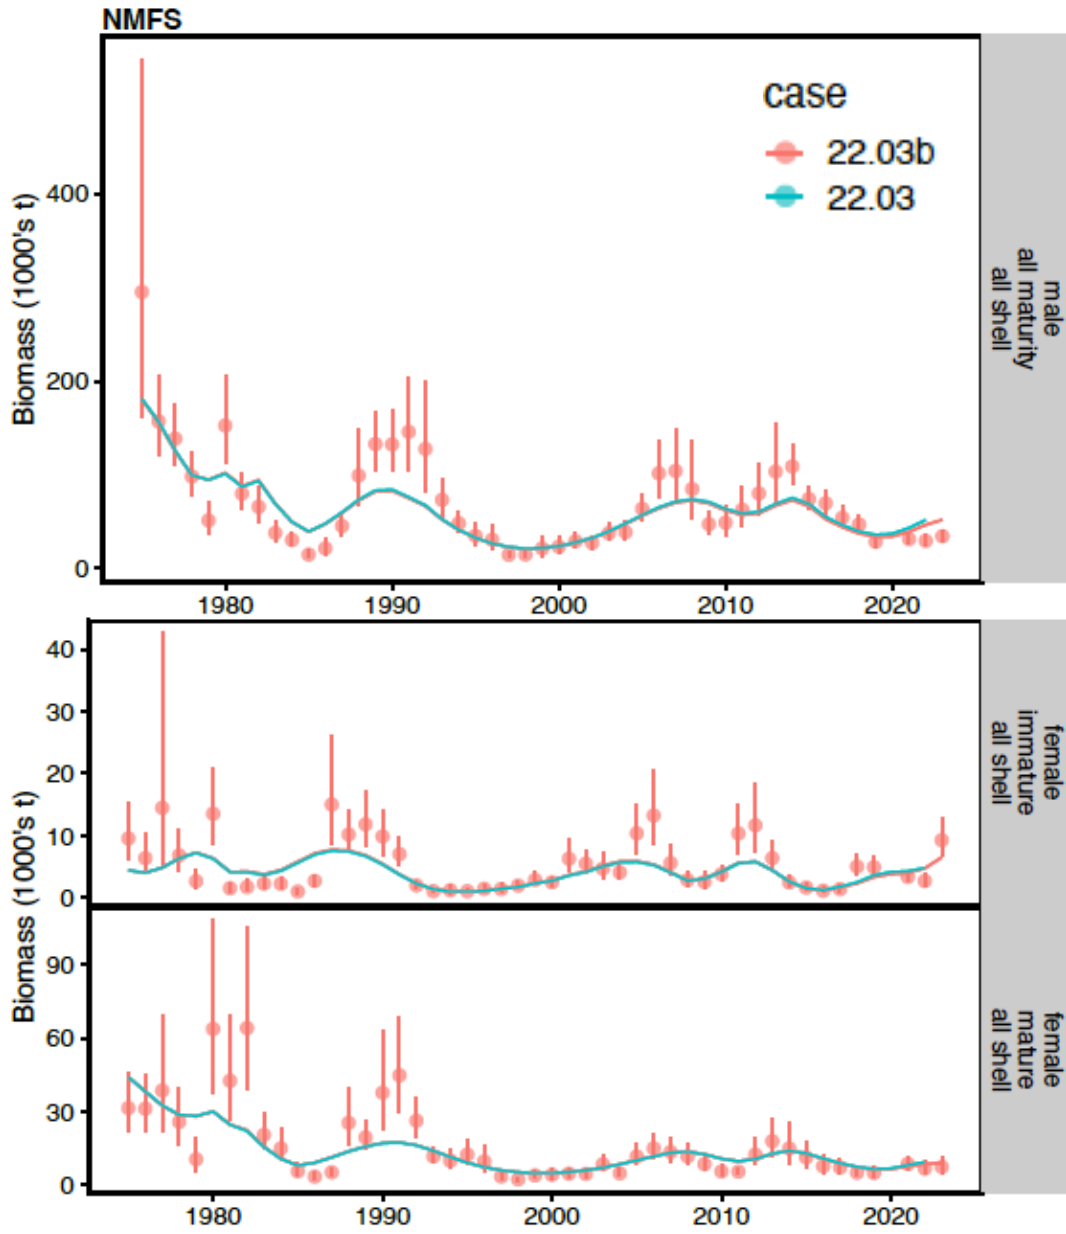 NMFS
case
22.03b
22.03
Biomass (1000's t)
400
200
0
male
all maturity
all shell
1980 1990 2000 2010 2020
Biomass (1000's t)
40
30
20
10
0
female
immature
all shell
90
60
30
0
female
mature
all shell
1980 1990 2000 2010 2020